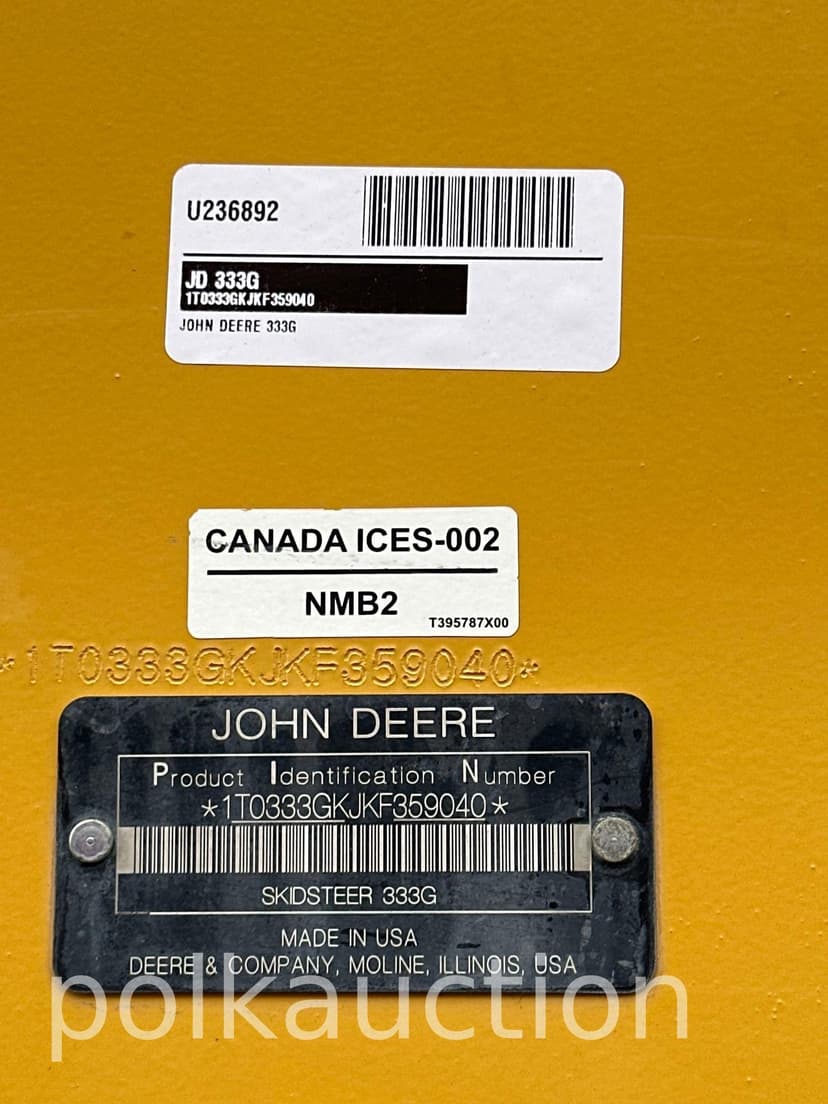 U236892
JD 333G
1T0333GKJKF359040
JOHN DEERE 333G
CANADA ICES-002
NMB2
T395787X00
*1T0333GKJKF359040*
JOHN DEERE
Product Identification Number
*1T0333GKJKF359040*
SKIDSTEER 333G
MADE IN USA
DEERE & COMPANY, MOLINE, ILLINOIS, USA
polkauction